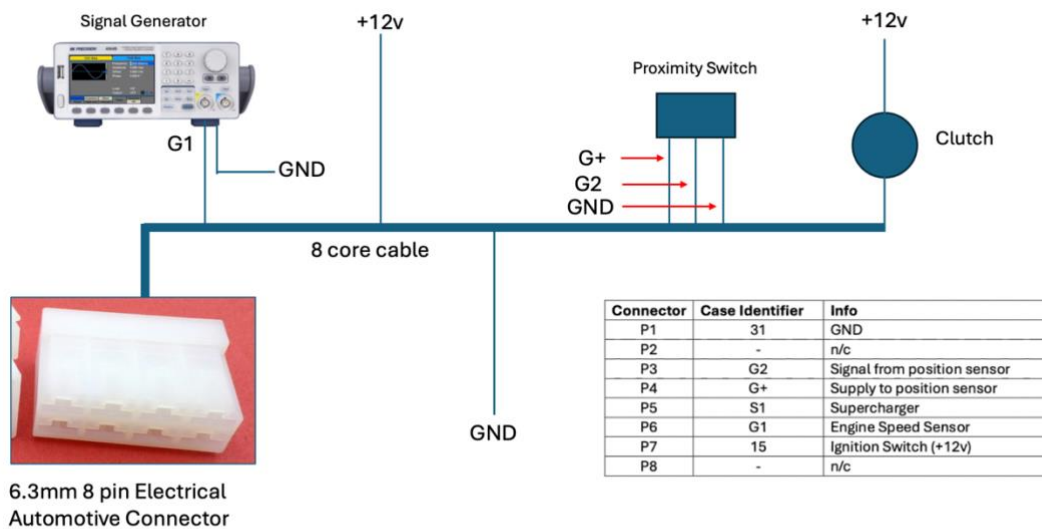 Signal Generator
+12v
+12v
Proximity Switch
Clutch
G1
GND
G+
G2
GND
8 core cable
GND
Connector Case Identifier Info
P1 31 GND
P2 - n/c
P3 G2 Signal from position sensor
P4 G+ Supply to position sensor
P5 S1 Supercharger
P6 G1 Engine Speed Sensor
P7 15 Ignition Switch (+12v)
P8 - n/c
6.3mm 8 pin Electrical
Automotive Connector